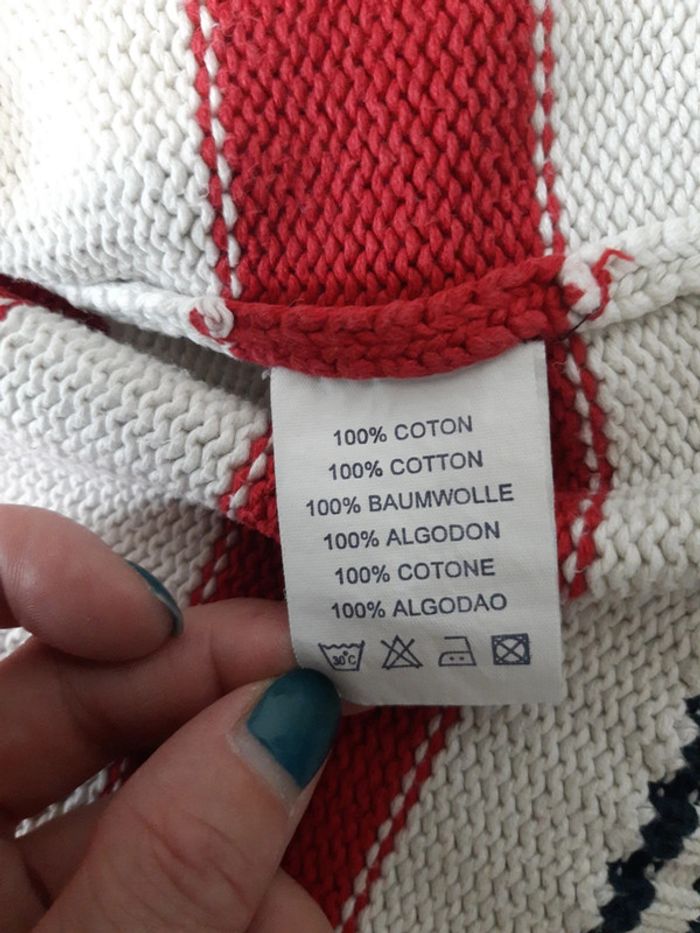 100% COTON
100% COTTON
100% BAUMWOLLE
100% ALGODON
100% COTONE
100% ALGODAO
30°C